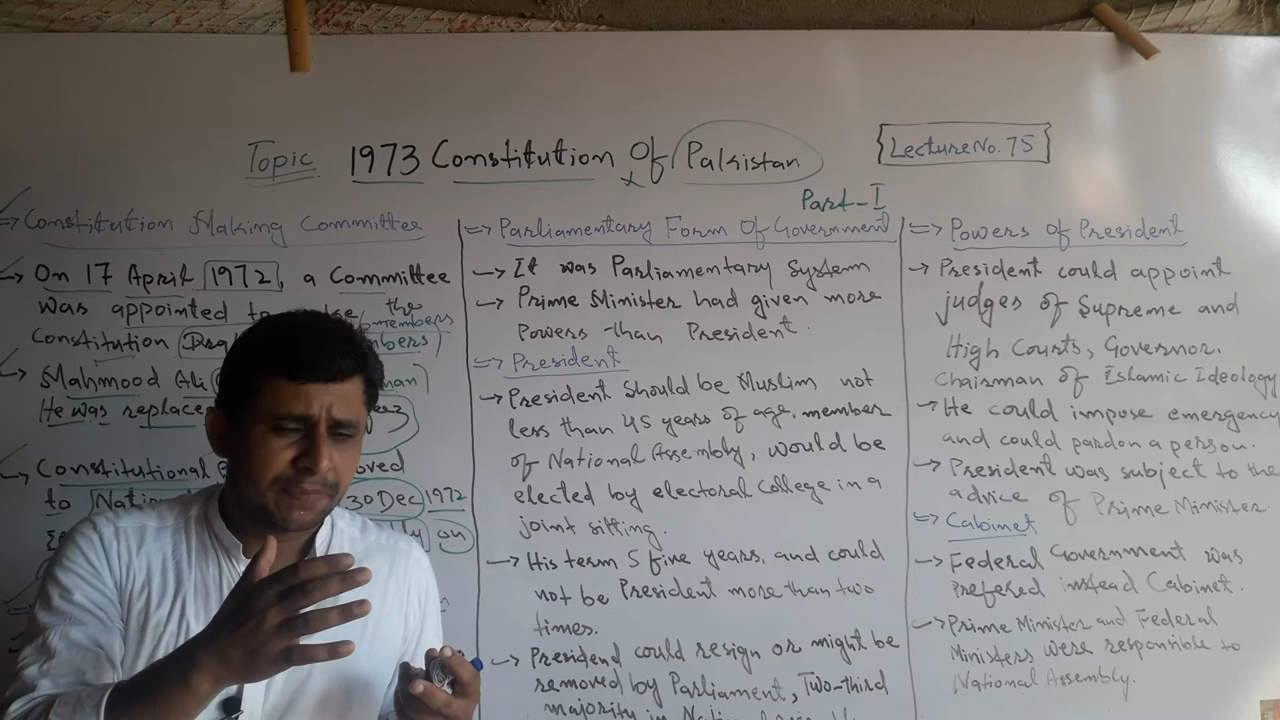 Topic 1973 Constitution of Pakistan
Lecture No. 75
Part-I
⇒ Constitution Making Committee
→ On 17 April 1972, a Committee
was appointed to the
members
Constitution
→ Mahmood Ali
He was replaced
→ Constitutional
to 30 Dec 1972
on
⇒ Parliamentary Form Of Government
→ It was Parliamentary System
→ Prime Minister had given more
Powers than President.
⇒ President
→ President should be Muslim not
less than 45 years of age, member
of National Assembly, would be
elected by electoral College in a
joint sitting.
→ His term 5 five years, and could
not be President more than two
times.
→ Presidend could resign or might be
removed by Parliament, Two-third
majority in
⇒ Powers of President
→ President could appoint
judges of Supreme and
High Courts, Governor.
Chairman of Islamic Ideology
→ He could impose emergency
and could pardon a person.
→ President was subject to the
advice of Prime Minister.
⇒ Cabimet
→ Federal Government was
Prefered instead Cabinet.
→ Prime Minister and Federal
Ministers were responsible to
National Assembly.